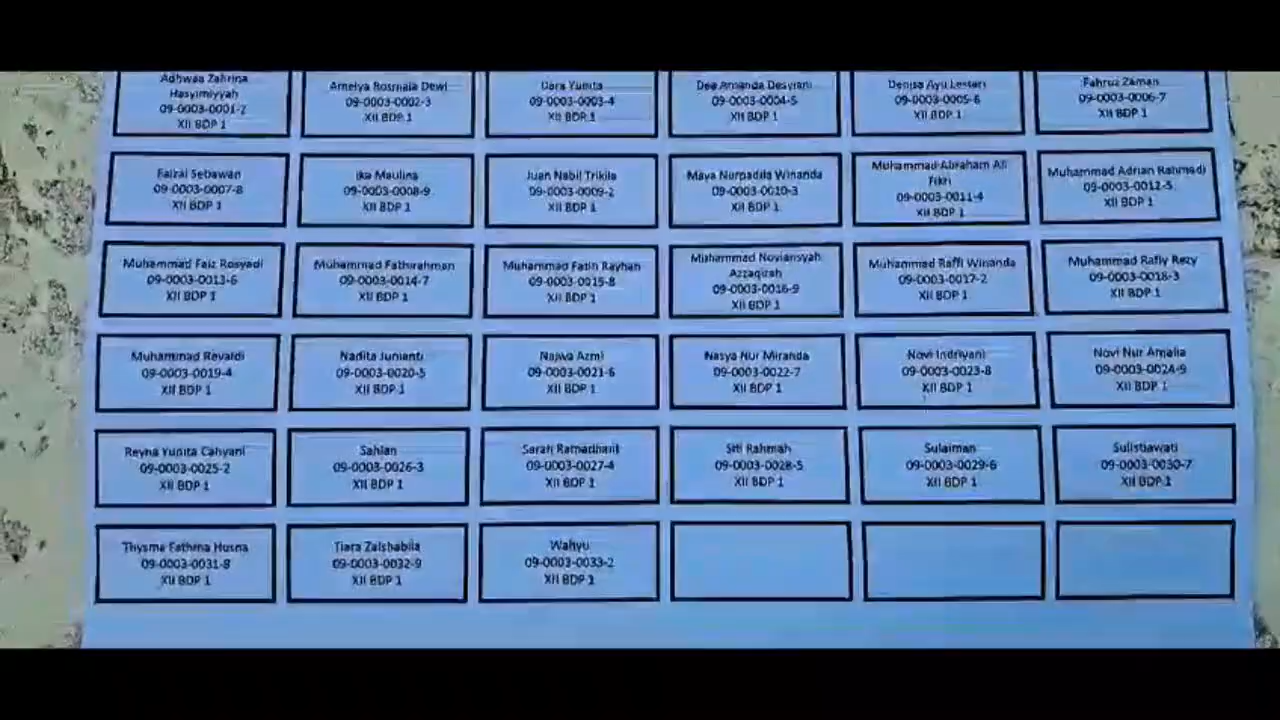 Adhwaa Zahrina
Hasyimiyyah
09-0003-0001-2
XII BDP 1
Amelya Rosmala Dewi
09-0003-0002-3
XII BDP 1
Dara Yunita
09-0003-0003-4
XII BDP 1
Dea Amanda Desviani
09-0003-0004-5
XII BDP 1
Denisa Ayu Lestari
09-0003-0005-6
XII BDP 1
Fahruz Zaman
09-0003-0006-7
XII BDP 1
Faizal Setiawan
09-0003-0007-8
XII BDP 1
Ika Maulina
09-0003-0008-9
XII BDP 1
Juan Nabil Trikila
09-0003-0009-2
XII BDP 1
Maya Nurpadila Winanda
09-0003-0010-3
XII BDP 1
Muhammad Abraham Ali
Fikri
09-0003-0011-4
XII BDP 1
Muhammad Adrian Rahmadi
09-0003-0012-5
XII BDP 1
Muhammad Faiz Rosyadi
09-0003-0013-6
XII BDP 1
Muhammad Fathirahman
09-0003-0014-7
XII BDP 1
Muhammad Fatin Rayhan
09-0003-0015-8
XII BDP 1
Muhammad Noviansyah
Azzaqirah
09-0003-0016-9
XII BDP 1
Muhammad Raffi Winanda
09-0003-0017-2
XII BDP 1
Muhammad Rafly Rezy
09-0003-0018-3
XII BDP 1
Muhammad Revaldi
09-0003-0019-4
XII BDP 1
Nadita Junianti
09-0003-0020-5
XII BDP 1
Najwa Azmi
09-0003-0021-6
XII BDP 1
Nasya Nur Miranda
09-0003-0022-7
XII BDP 1
Novi Indriyani
09-0003-0023-8
XII BDP 1
Novi Nur Amalia
09-0003-0024-9
XII BDP 1
Reyna Yunita Cahyani
09-0003-0025-2
XII BDP 1
Sahlan
09-0003-0026-3
XII BDP 1
Sarah Ramadhani
09-0003-0027-4
XII BDP 1
Siti Rahmah
09-0003-0028-5
XII BDP 1
Sulaiman
09-0003-0029-6
XII BDP 1
Sulistiawati
09-0003-0030-7
XII BDP 1
Thysma Fathma Husna
09-0003-0031-8
XII BDP 1
Tiara Zalshabila
09-0003-0032-9
XII BDP 1
Wahyu
09-0003-0033-2
XII BDP 1